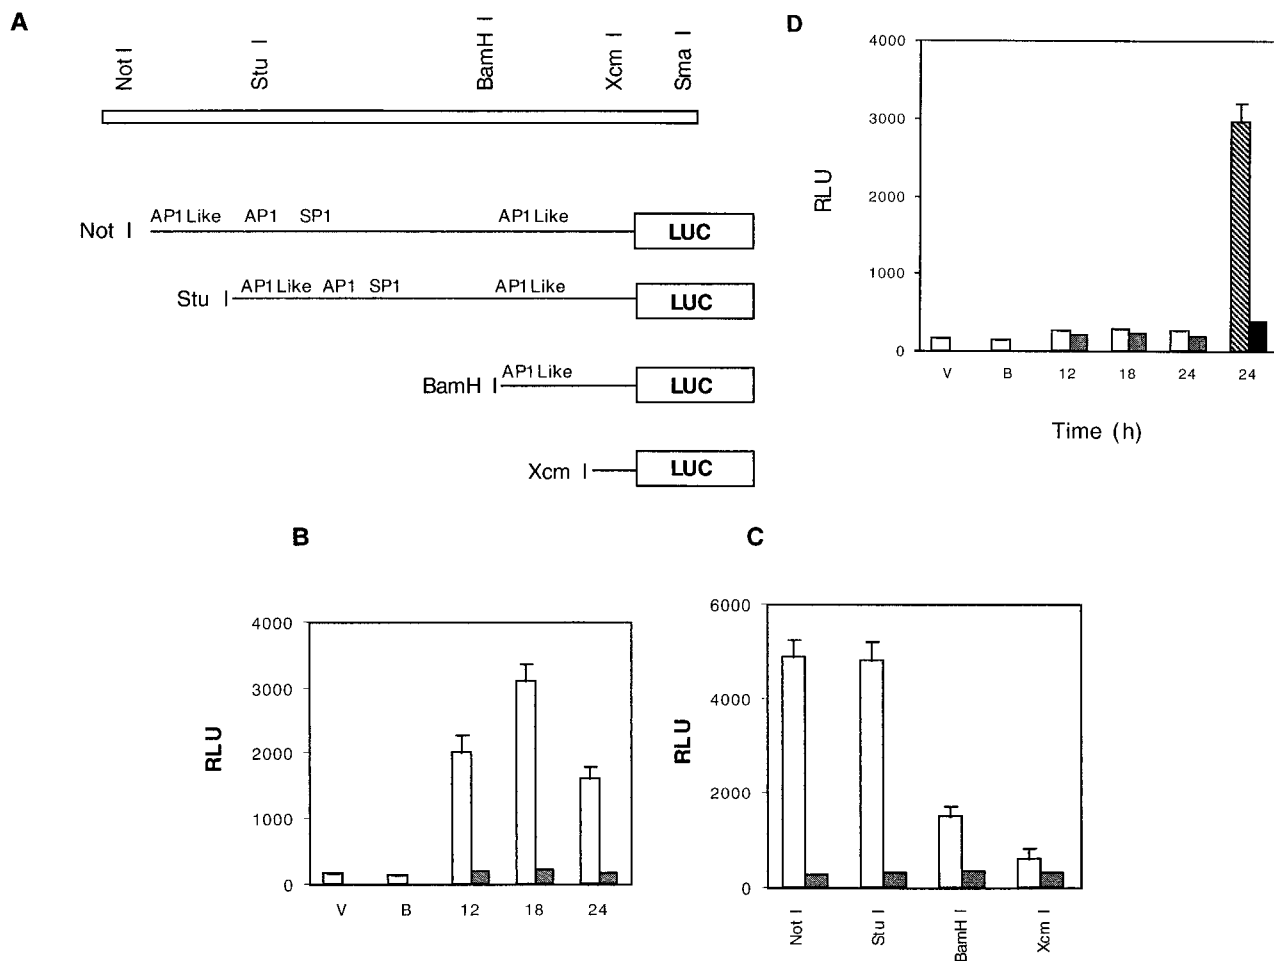 A
Not I
Stu I
BamH I
Xcm I
Sma I
AP1 Like AP1 SP1 AP1 Like
Not I LUC
AP1 Like AP1 SP1 AP1 Like
Stu I LUC
AP1 Like
BamH I LUC
Xcm I LUC
D
4000
3000
2000
1000
0
RLU
V B 12 18 24 24
Time (h)
B
4000
3000
2000
1000
0
RLU
V B 12 18 24
C
6000
4000
2000
0
RLU
Not I
Stu I
BamH I
Xcm I